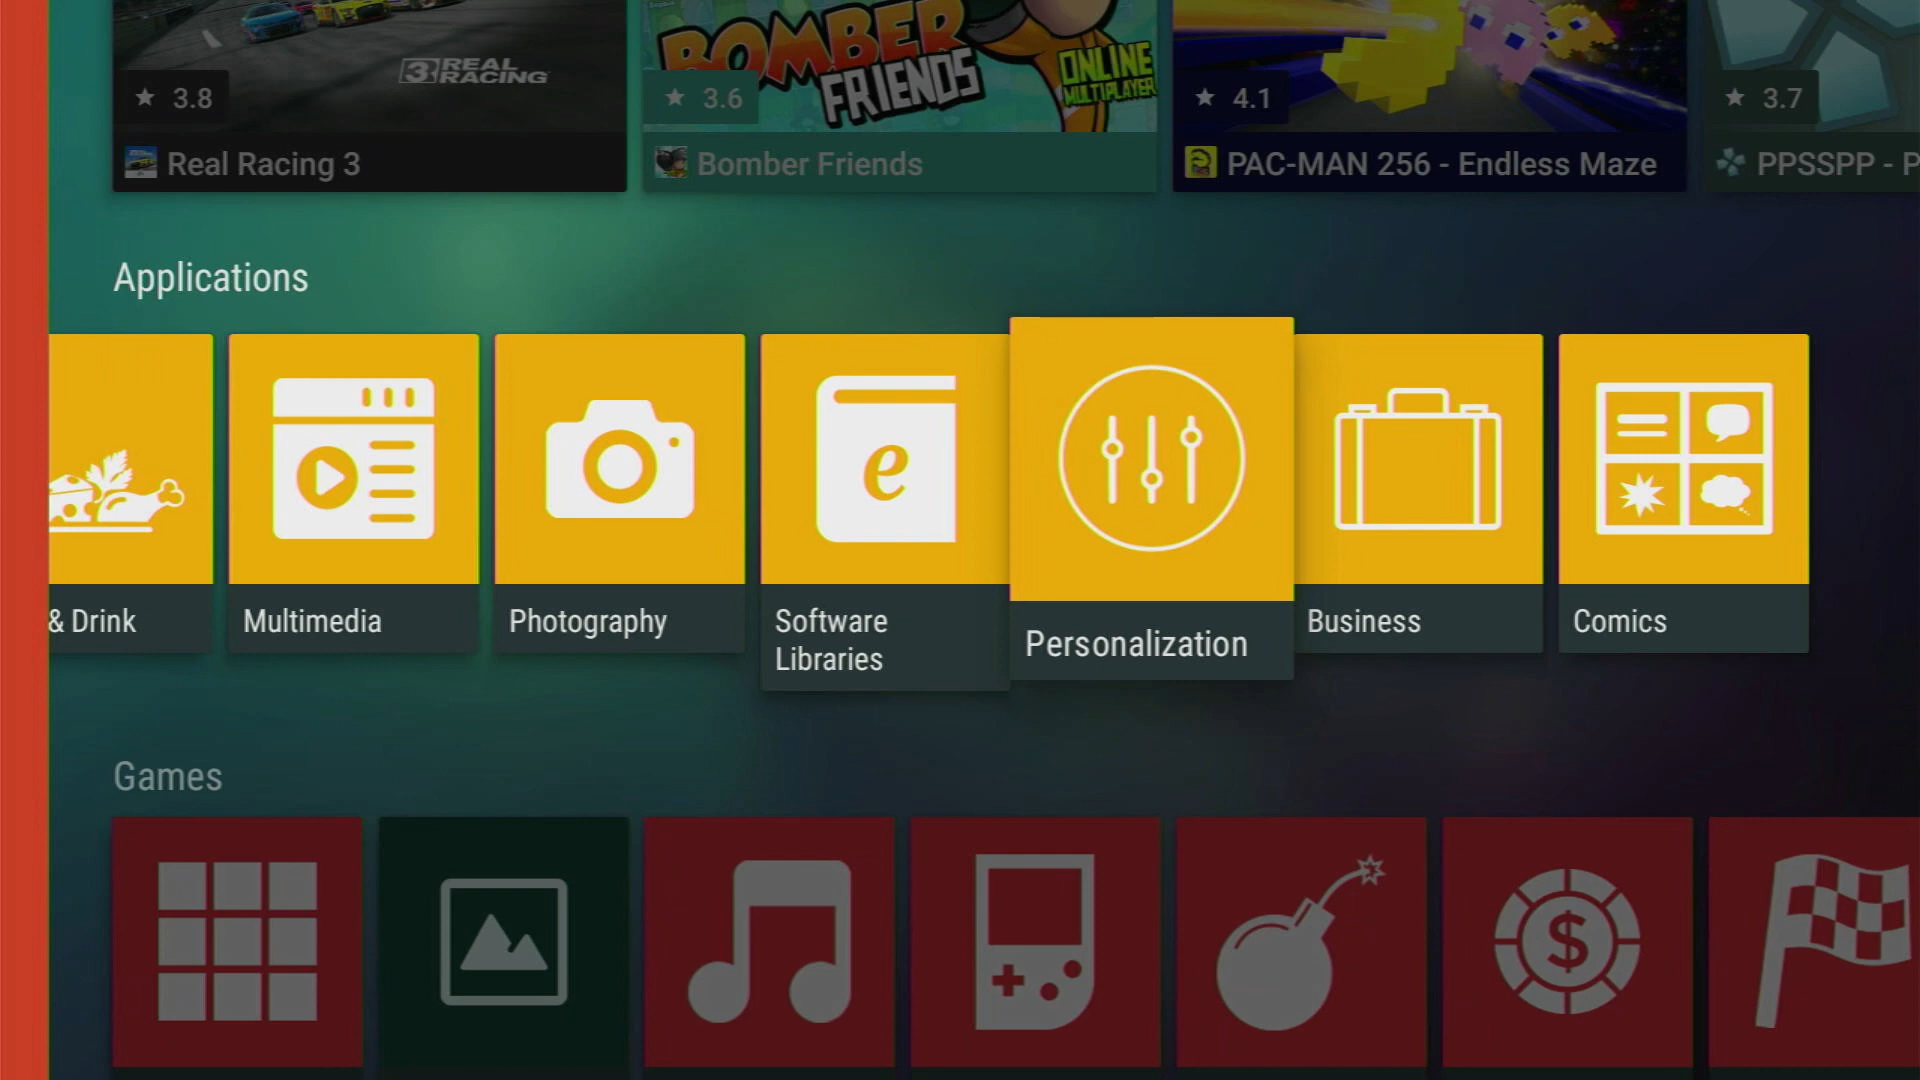 3 REAL
RACING
BOMBER
FRIENDS
ONLINE
MULTIPLAYER
★ 3.8
★ 3.6
★ 4.1
★ 3.7
Real Racing 3
Bomber Friends
PAC-MAN 256 - Endless Maze
PPSSPP - P
Applications
e
& Drink
Multimedia
Photography
Software
Libraries
Personalization
Business
Comics
Games
$